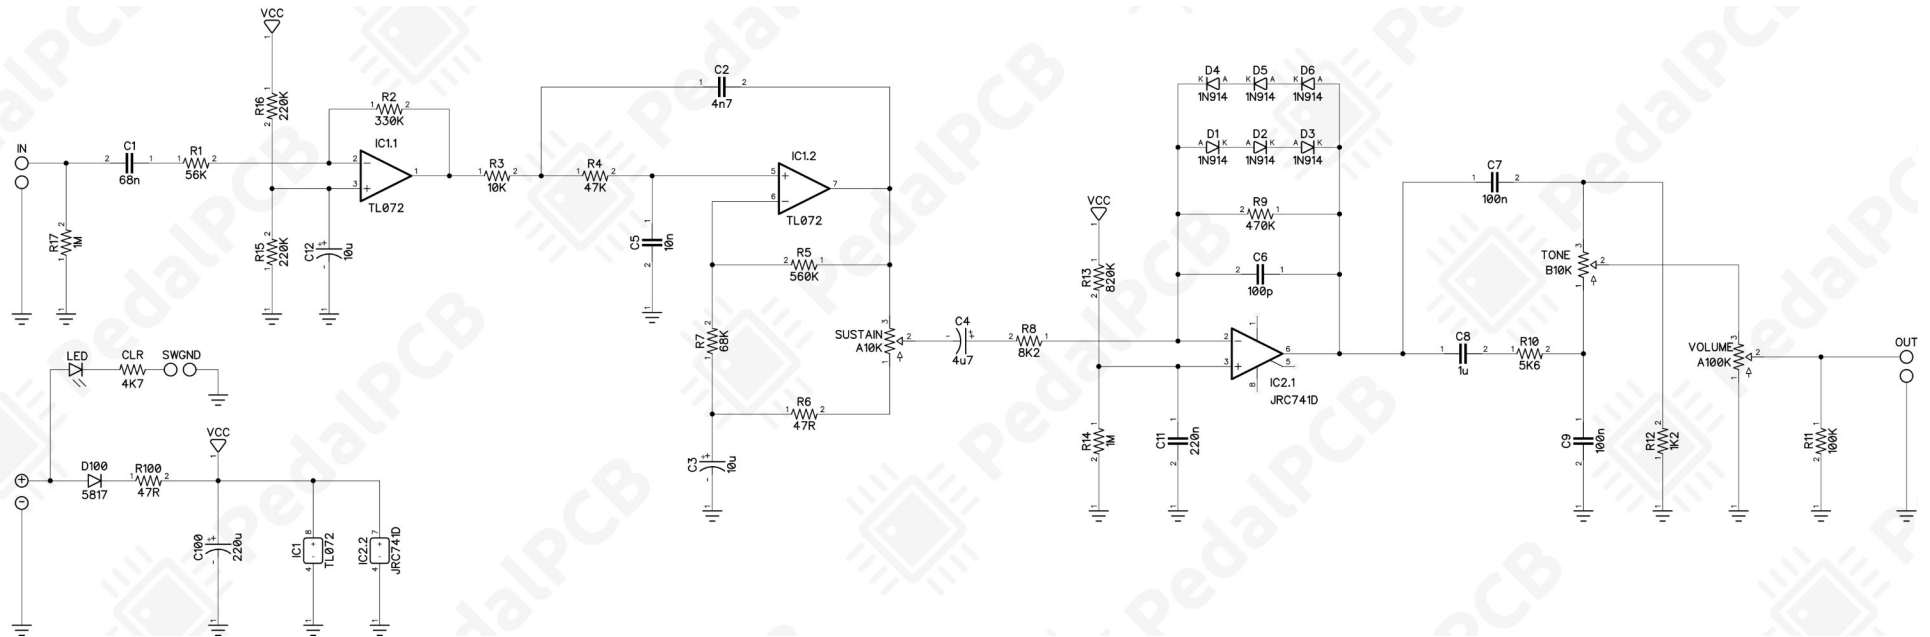 VCC
IN
C1
68n
R1
56K
R17
1M
R16
220K
R15
220K
C12
10u
R2
330K
IC1.1
TL072
R3
10K
C2
4n7
R4
47K
C5
10n
IC1.2
TL072
R5
560K
R7
68K
SUSTAIN
A10K
R6
47R
C3
10u
C4
4u7
R8
8K2
VCC
R13
820K
R14
1M
C11
220n
D4
D5
D6
1N914
1N914
1N914
D1
D2
D3
1N914
1N914
1N914
R9
470K
C6
100p
IC2.1
JRC741D
C7
100n
C8
1u
R10
5K6
TONE
B10K
C9
100n
R12
1K2
VOLUME
A100K
R11
100K
OUT
LED
CLR
4K7
SWGND
VCC
D100
5817
R100
47R
C100
220u
IC1
TL072
IC2.2
JRC741D
PedalPCB